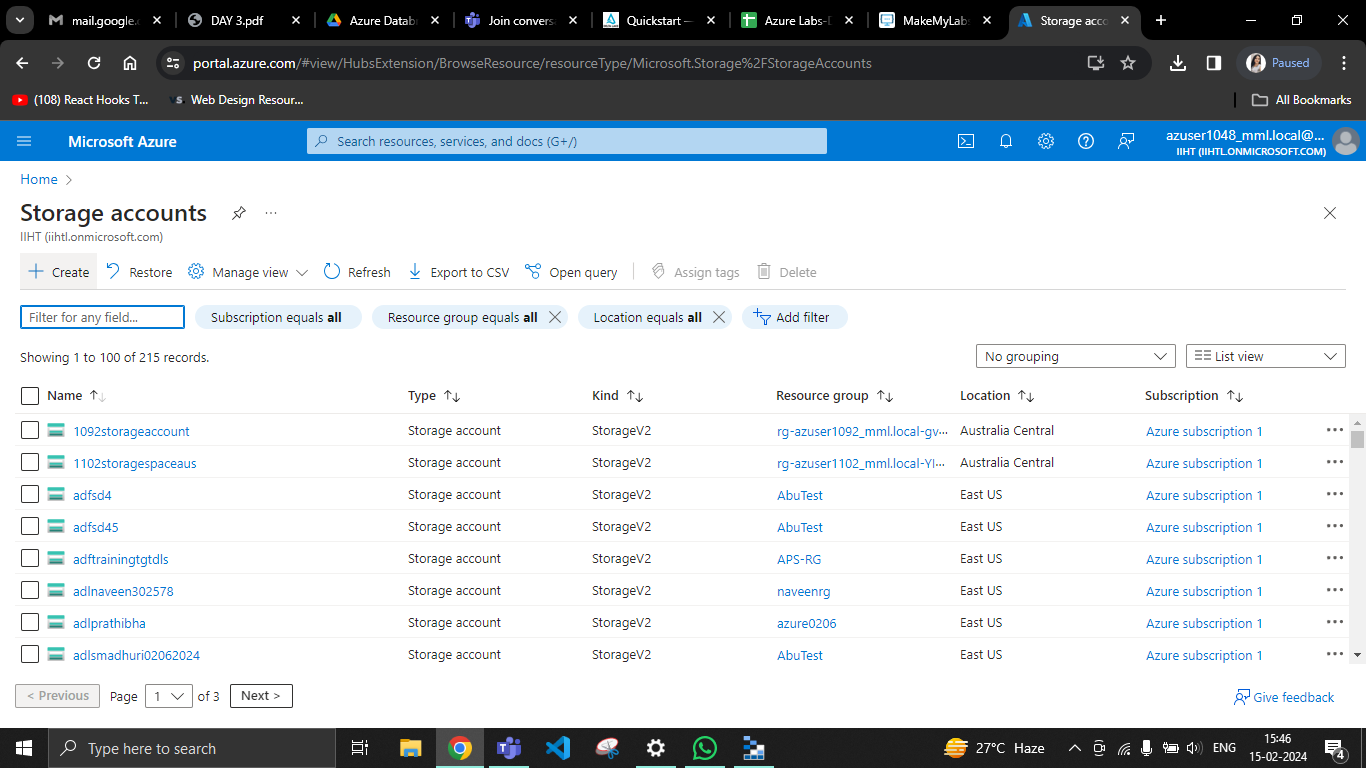 mail.google.c
DAY 3.pdf
Azure Datab
Join convers
Quickstart —
Azure Labs-D
MakeMyLab
Storage acco
portal.azure.com/#view/HubsExtension/BrowseResource/resourceType/Microsoft.Storage%2FStorageAccounts
Paused
(108) React Hooks T...
vs Web Design Resour...
All Bookmarks
Microsoft Azure
Search resources, services, and docs (G+/)
azuser1048_mml.local@...
IIHT (IIHTL.ONMICROSOFT.COM)
Home
Storage accounts
IIHT (iihtl.onmicrosoft.com)
Create Restore Manage view Refresh Export to CSV Open query Assign tags Delete
Filter for any field... Subscription equals all Resource group equals all Location equals all Add filter
Showing 1 to 100 of 215 records. No grouping List view
Name Type Kind Resource group Location Subscription
1092storageaccount Storage account StorageV2 rg-azuser1092_mml.local-gv... Australia Central Azure subscription 1
1102storagespaceaus Storage account StorageV2 rg-azuser1102_mml.local-YI... Australia Central Azure subscription 1
adfsd4 Storage account StorageV2 AbuTest East US Azure subscription 1
adfsd45 Storage account StorageV2 AbuTest East US Azure subscription 1
adftrainingtgtdls Storage account StorageV2 APS-RG East US Azure subscription 1
adlnaveen302578 Storage account StorageV2 naveenrg East US Azure subscription 1
adlprathibha Storage account StorageV2 azure0206 East US Azure subscription 1
adlsmadhuri02062024 Storage account StorageV2 AbuTest East US Azure subscription 1
< Previous Page 1 of 3 Next >
Give feedback
Type here to search
27°C Haze
ENG
15:46
15-02-2024
4